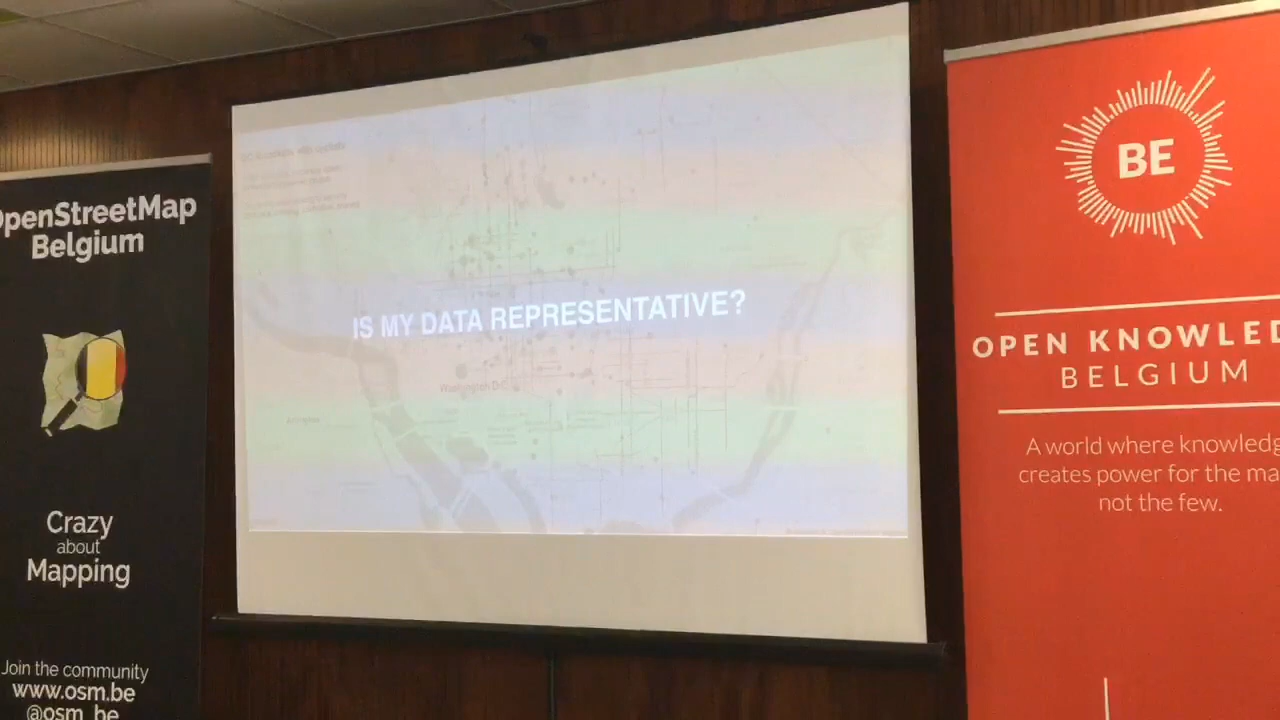 OpenStreetMap
Belgium
Crazy
about
Mapping
Join the community
www.osm.be
@osm_be
IS MY DATA REPRESENTATIVE?
Washington D.C.
BE
OPEN KNOWLED
BELGIUM
A world where knowledg
creates power for the ma
not the few.